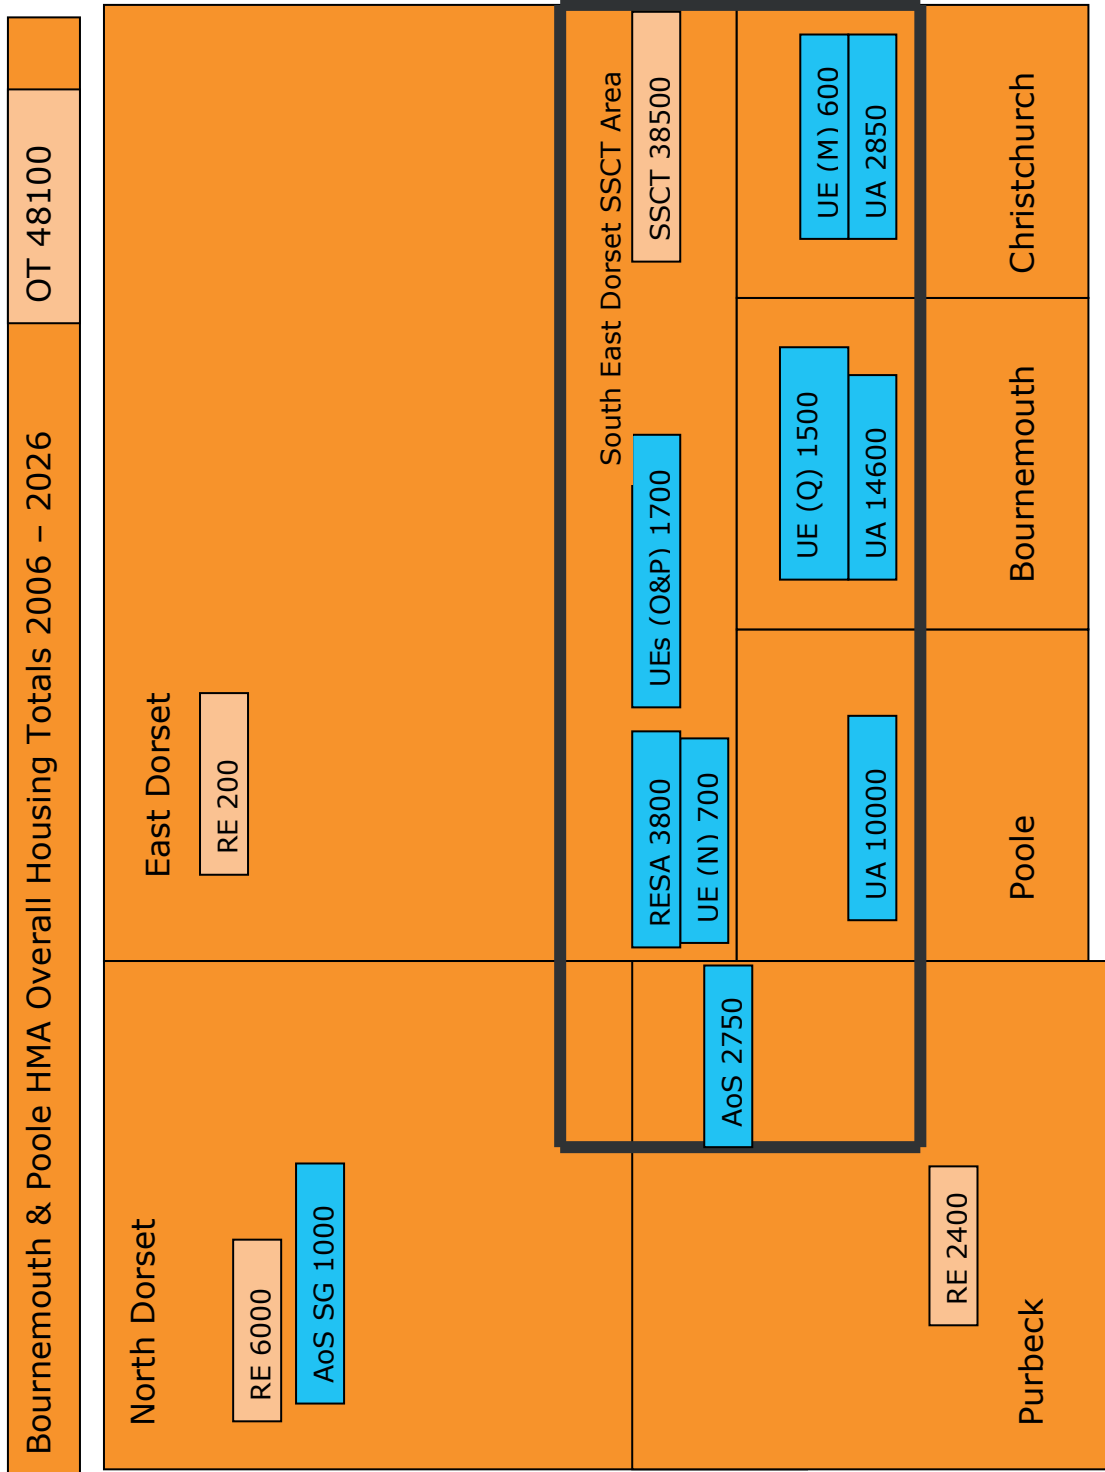 Bournemouth & Poole HMA Overall Housing Totals 2006 – 2026
OT 48100
North Dorset
RE 6000
AoS SG 1000
East Dorset
RE 200
South East Dorset SSCT Area
SSCT 38500
RESA 3800
UE (N) 700
UEs (O&P) 1700
AoS 2750
UA 10000
UE (Q) 1500
UA 14600
UE (M) 600
UA 2850
RE 2400
Purbeck
Poole
Bournemouth
Christchurch